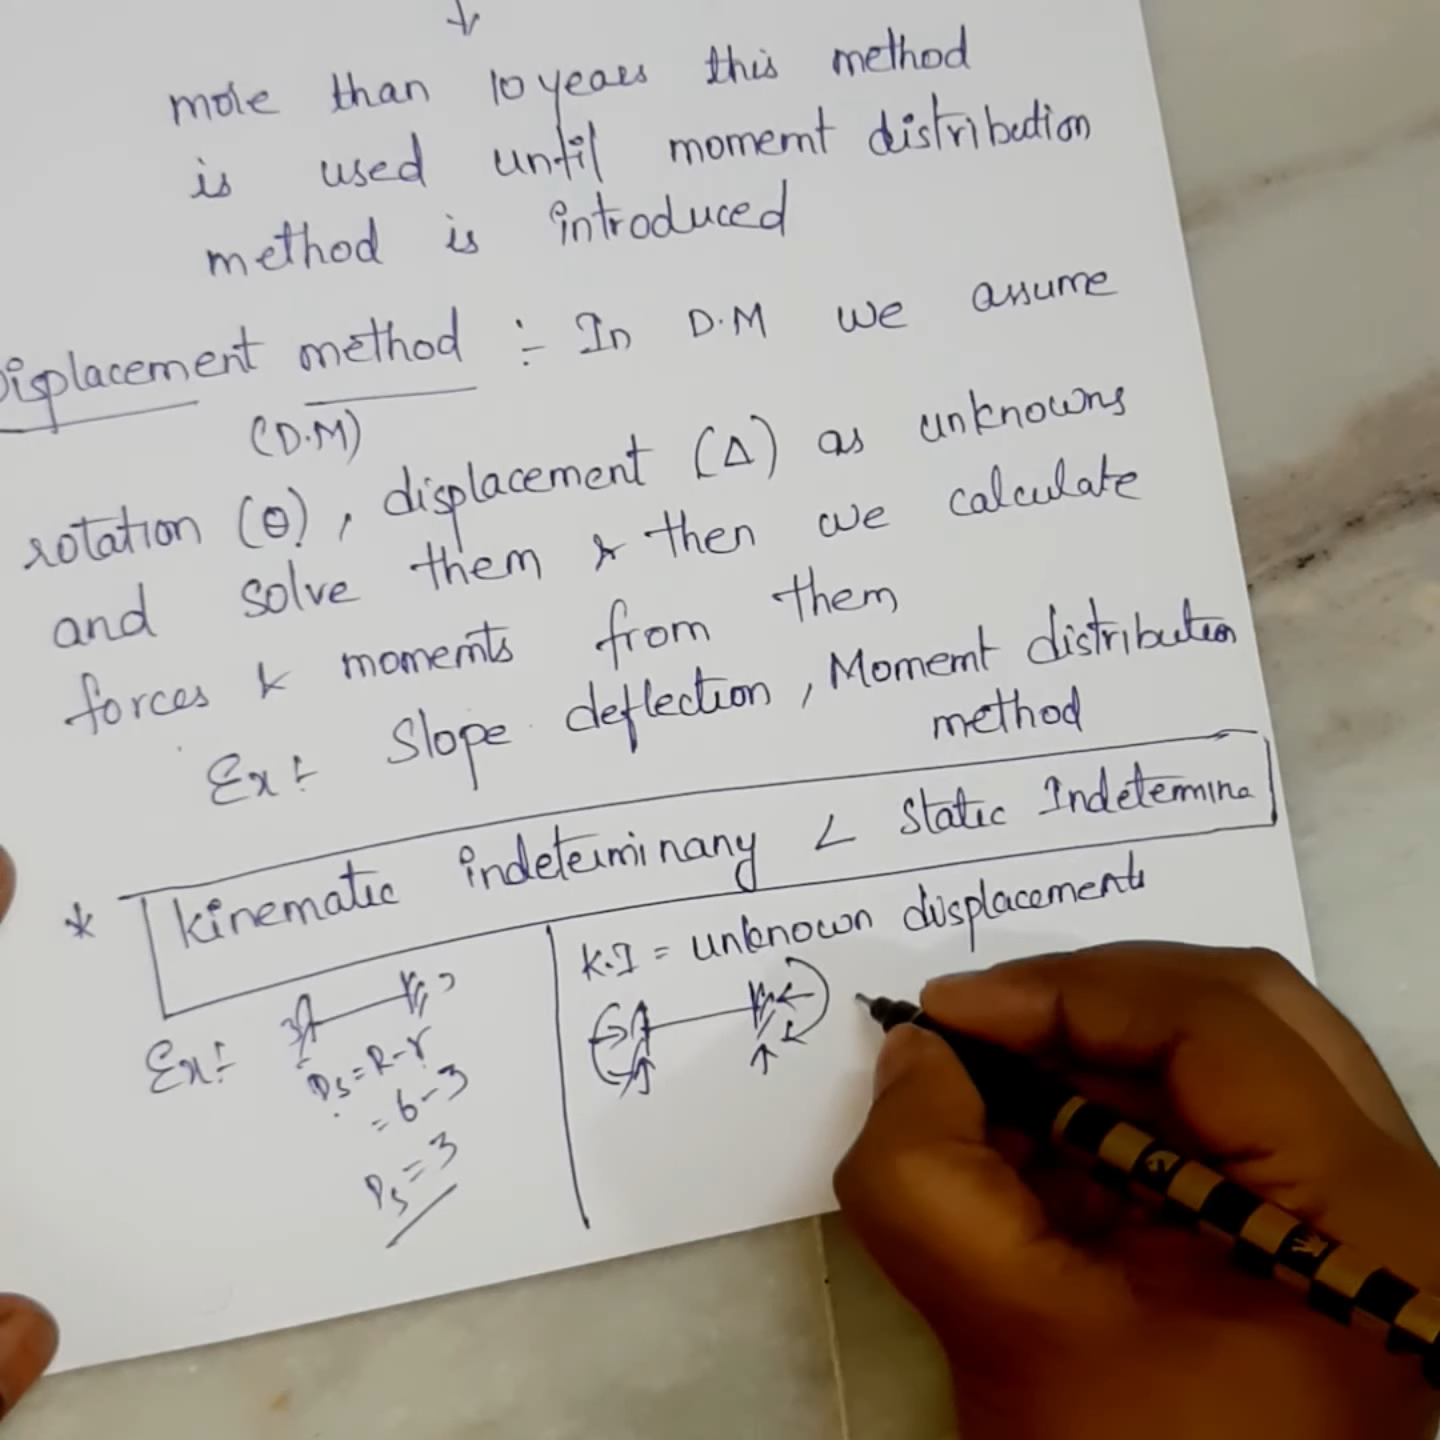 more than 10 years this method
is used until moment distribution
method is introduced
Displacement method :- In D.M we assume
(D.M)
rotation (θ), displacement (Δ) as unknowns
and solve them & then we calculate
forces & moments from them
Ex:- Slope deflection, Moment distribution
method
* Kinematic indeterminany < Static Indetermina
K.I = unknown displacements
Ex:-
Ds = R-r
= 6-3
Ds = 3